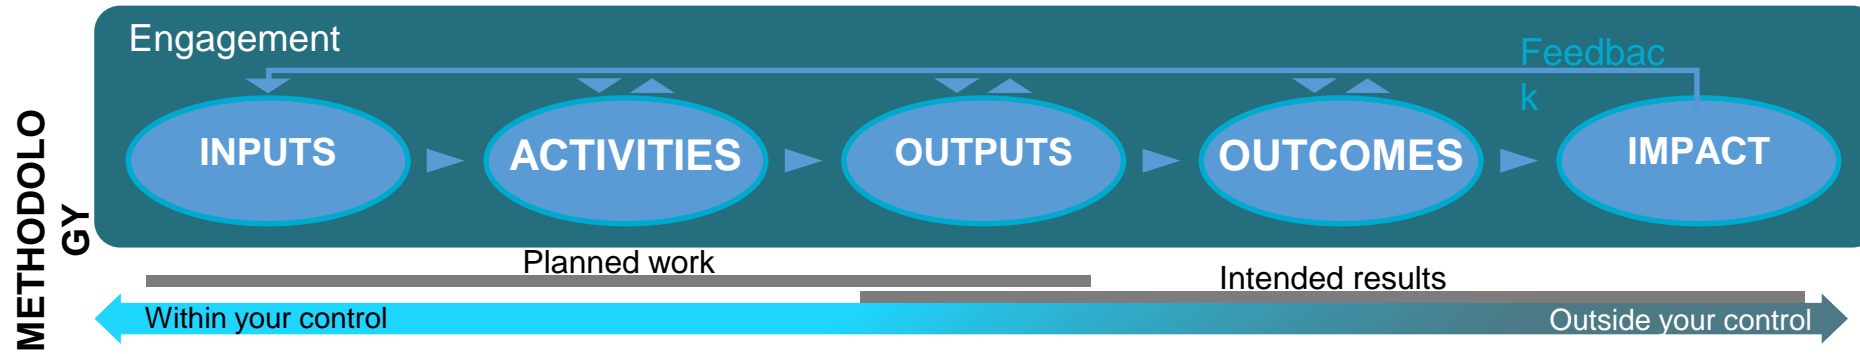 Engagement
Feedbac
k
METHODOLO
GY
INPUTS
ACTIVITIES
OUTPUTS
OUTCOMES
IMPACT
Planned work
Intended results
Within your control
Outside your control